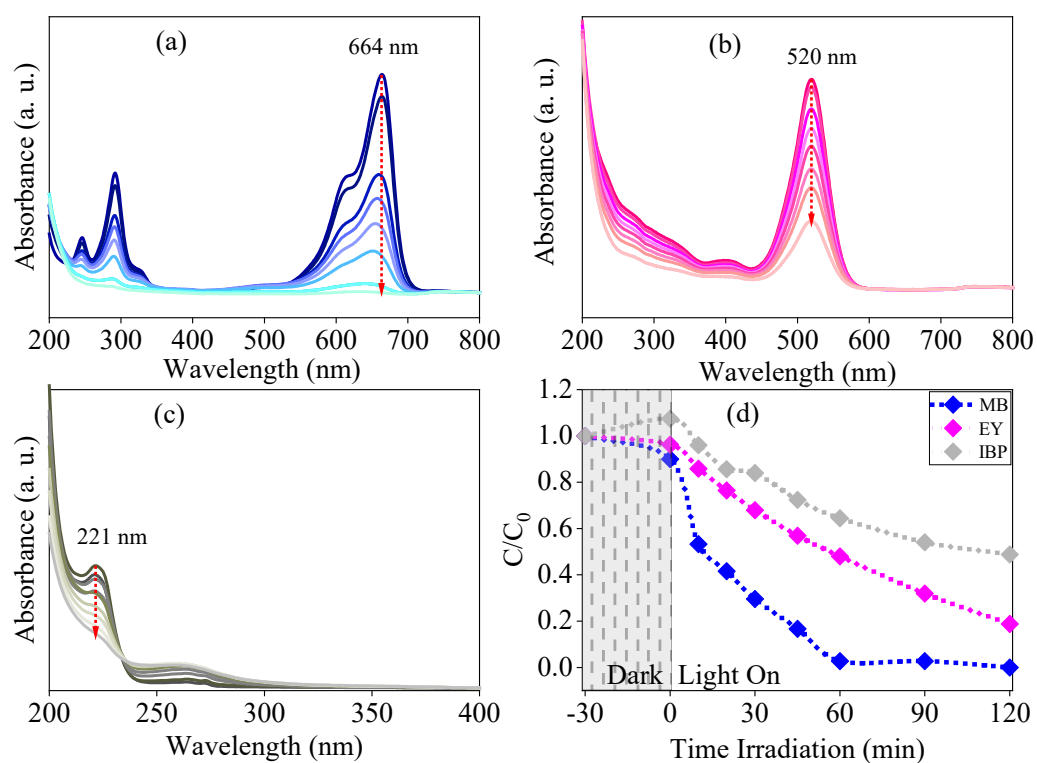 (a)
664 nm
Absorbance (a. u.)
200 300 400 500 600 700 800
Wavelength (nm)
(b)
520 nm
Absorbance (a. u.)
200 300 400 500 600 700 800
Wavelength (nm)
(c)
221 nm
Absorbance (a. u.)
200 250 300 350 400
Wavelength (nm)
(d)
MB
EY
IBP
C/C0
1.2
1.0
0.8
0.6
0.4
0.2
0.0
Dark Light On
-30 0 30 60 90 120
Time Irradiation (min)